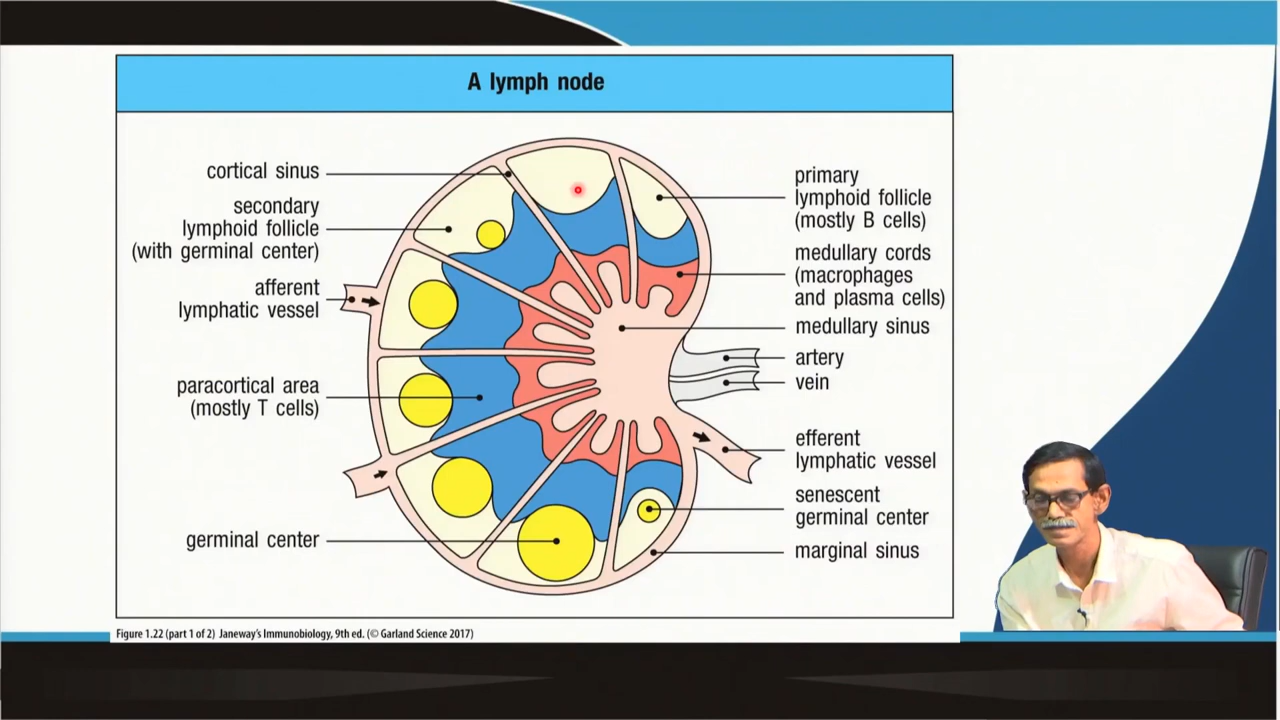 A lymph node
cortical sinus
secondary
lymphoid follicle
(with germinal center)
afferent
lymphatic vessel
paracortical area
(mostly T cells)
germinal center
primary
lymphoid follicle
(mostly B cells)
medullary cords
(macrophages
and plasma cells)
medullary sinus
artery
vein
efferent
lymphatic vessel
senescent
germinal center
marginal sinus
Figure 1.22 (part 1 of 2) Janeway's Immunobiology, 9th ed. (© Garland Science 2017)